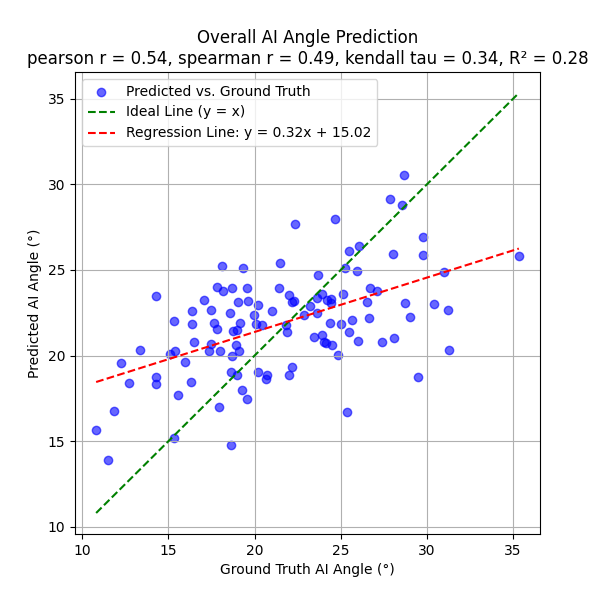 Overall AI Angle Prediction
pearson r = 0.54, spearman r = 0.49, kendall tau = 0.34, R² = 0.28
Predicted vs. Ground Truth
Ideal Line (y = x)
Regression Line: y = 0.32x + 15.02
Predicted AI Angle (°)
35
30
25
20
15
10
10 15 20 25 30 35
Ground Truth AI Angle (°)